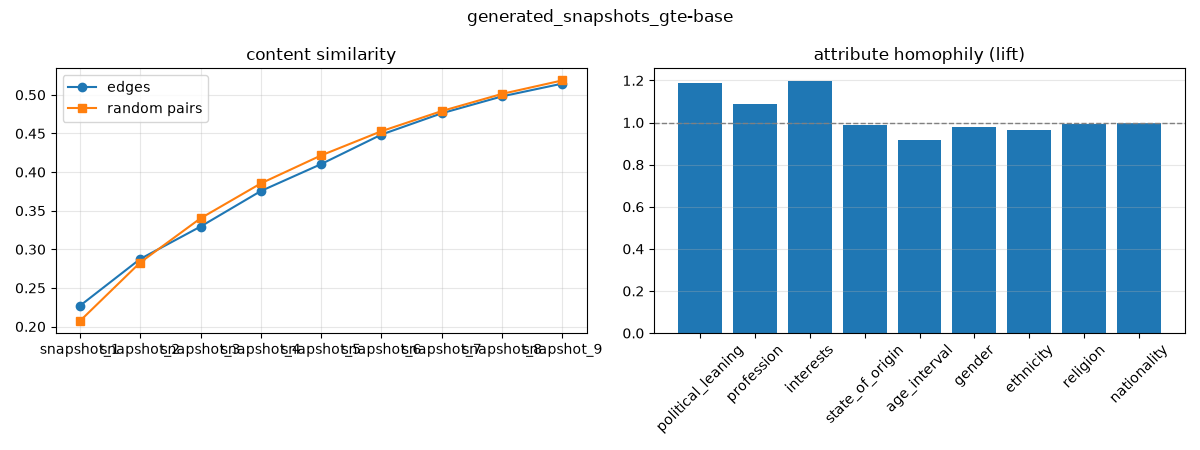 generated_snapshots_gte-base
content similarity
edges
random pairs
0.50
0.45
0.40
0.35
0.30
0.25
0.20
snapshot_1
snapshot_2
snapshot_3
snapshot_4
snapshot_5
snapshot_6
snapshot_7
snapshot_8
snapshot_9
attribute homophily (lift)
1.2
1.0
0.8
0.6
0.4
0.2
0.0
political_leaning
profession
interests
state_of_origin
age_interval
gender
ethnicity
religion
nationality